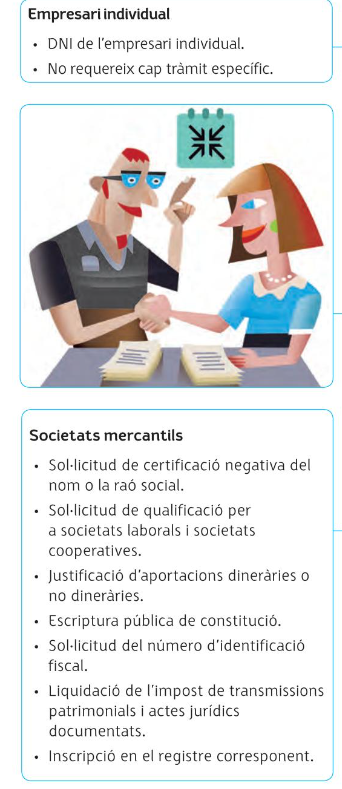 Empresari individual
• DNI de l'empresari individual.
• No requereix cap tràmit específic.
Societats mercantils
• Sol·licitud de certificació negativa del
nom o la raó social.
• Sol·licitud de qualificació per
a societats laborals i societats
cooperatives.
• Justificació d'aportacions dineràries o
no dineràries.
• Escriptura pública de constitució.
• Sol·licitud del número d'identificació
fiscal.
• Liquidació de l'impost de transmissions
patrimonials i actes jurídics
documentats.
• Inscripció en el registre corresponent.